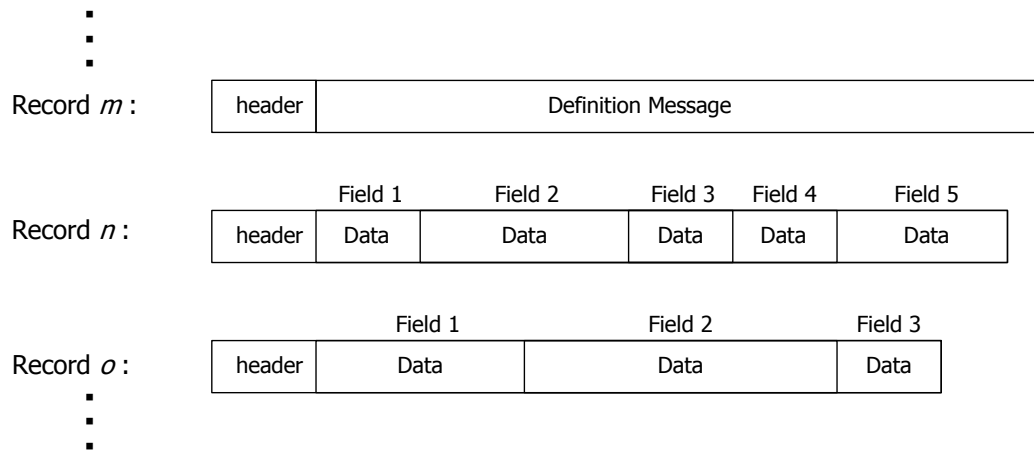 Record m :
header Definition Message
Field 1 Field 2 Field 3 Field 4 Field 5
Record n :
header Data Data Data Data Data
Field 1 Field 2 Field 3
Record o :
header Data Data Data